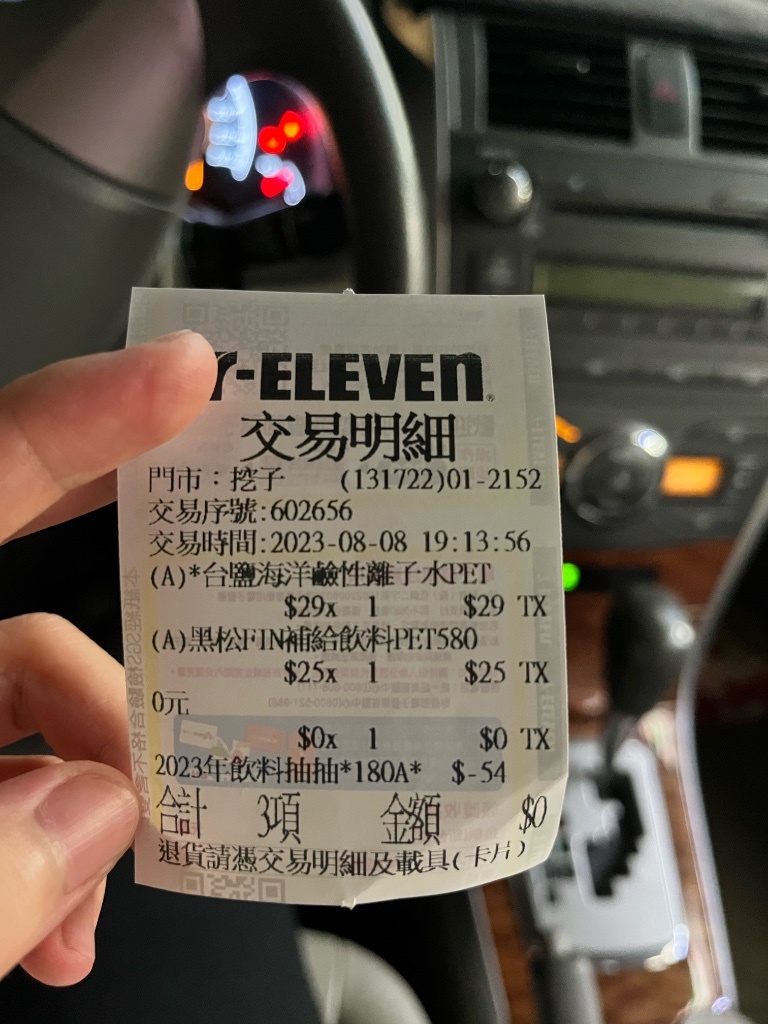 7-ELEVEN®
交易明細
門市：挖子 (131722)01-2152
交易序號:602656
交易時間:2023-08-08 19:13:56
(A)*台鹽海洋鹼性離子水PET
$29x 1 $29 TX
(A)黑松FIN補給飲料PET580
$25x 1 $25 TX
0元
$0x 1 $0 TX
2023年飲料抽抽*180A* $-54
合計 3項 金額 $0
退貨請憑交易明細及載具(卡片)